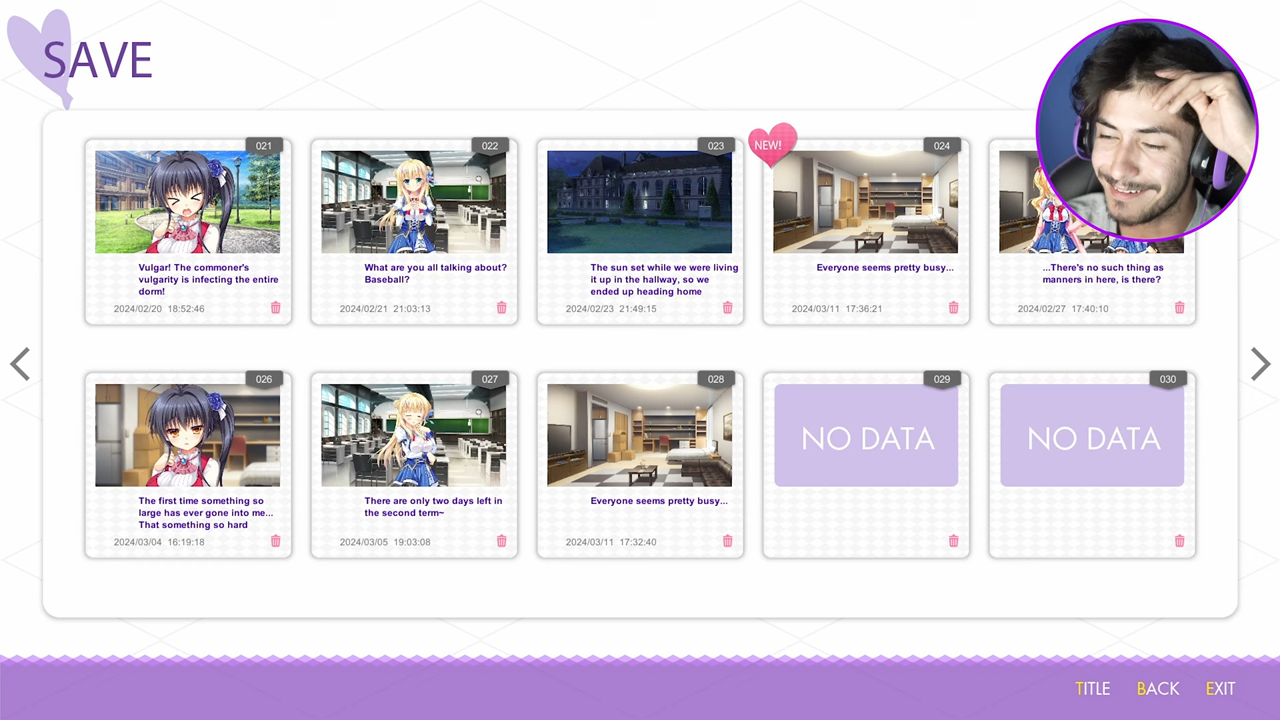 SAVE
021
Vulgar! The commoner's
vulgarity is infecting the entire
dorm!
2024/02/20 18:52:46
022
What are you all talking about?
Baseball?
2024/02/21 21:03:13
023
The sun set while we were living
it up in the hallway, so we
ended up heading home
2024/02/23 21:49:15
NEW!
024
Everyone seems pretty busy...
2024/03/11 17:36:21
...There's no such thing as
manners in here, is there?
2024/02/27 17:40:10
026
The first time something so
large has ever gone into me...
That something so hard
2024/03/04 16:19:18
027
There are only two days left in
the second term~
2024/03/05 19:03:08
028
Everyone seems pretty busy...
2024/03/11 17:32:40
029
NO DATA
030
NO DATA
TITLE BACK EXIT